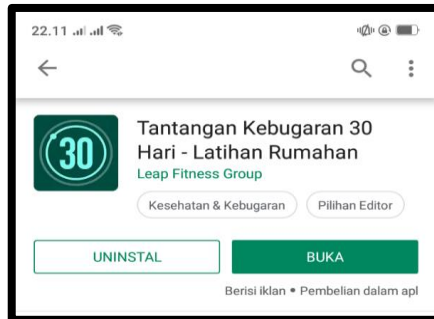 22.11
30
Tantangan Kebugaran 30
Hari - Latihan Rumahan
Leap Fitness Group
Kesehatan & Kebugaran
Pilihan Editor
UNINSTAL
BUKA
Berisi iklan • Pembelian dalam apl